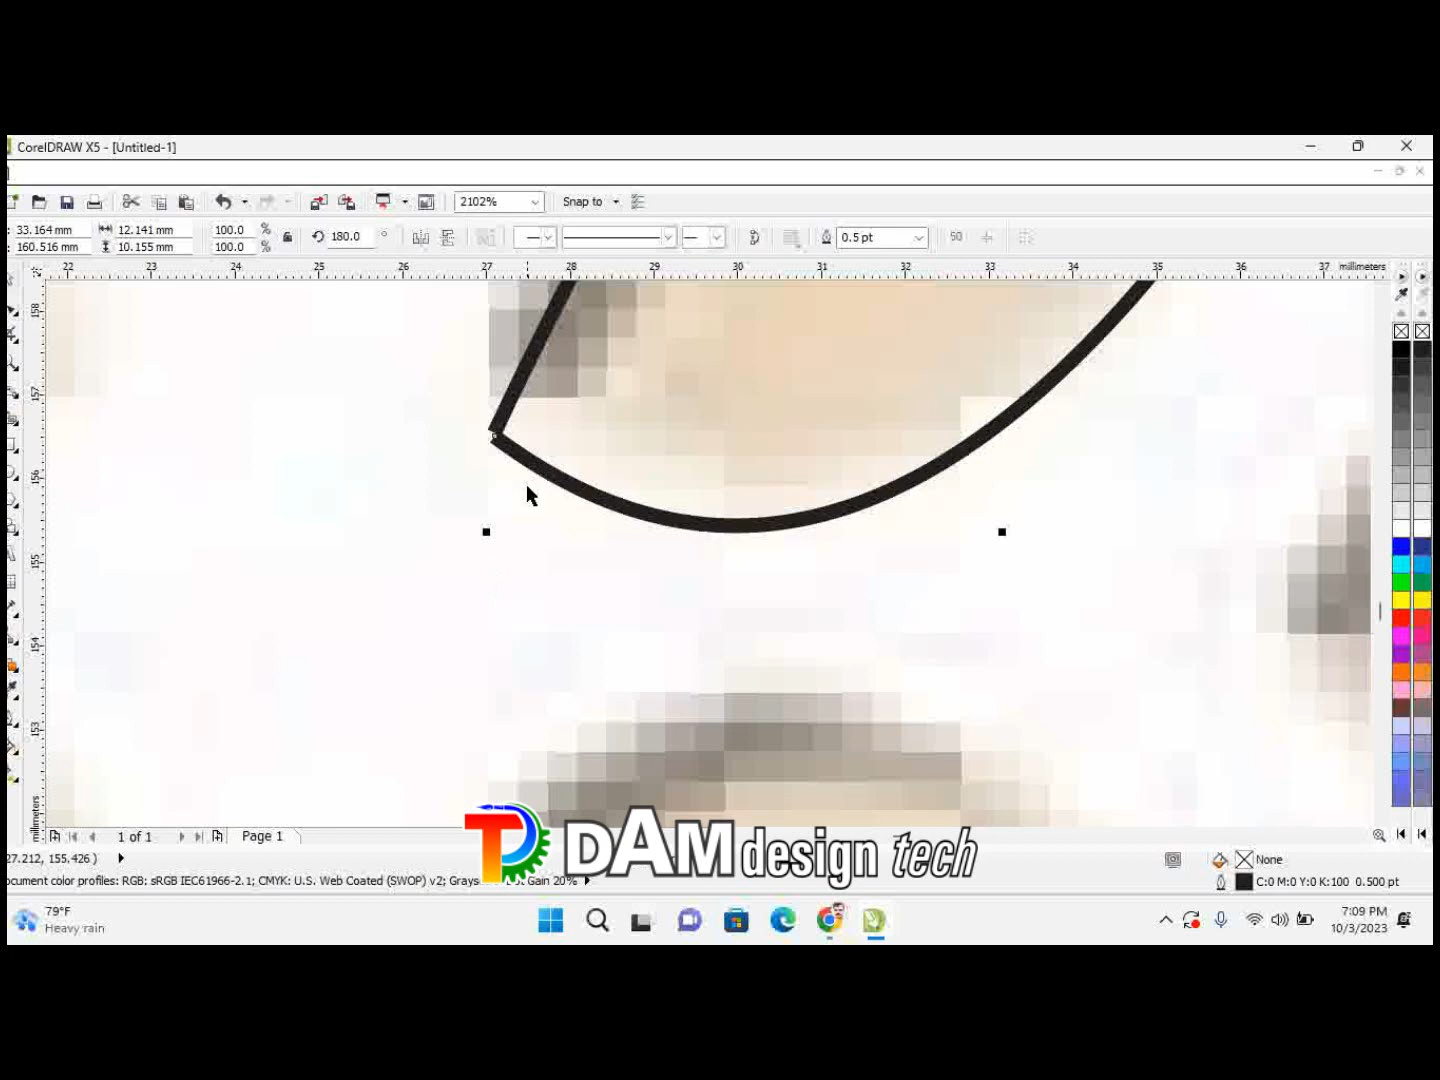 CorelDRAW X5 - [Untitled-1]
2102% Snap to
33.164 mm 12.141 mm 100.0 % 180.0 ° 0.5 pt 50
160.516 mm 10.155 mm 100.0 %
22 23 24 25 26 27 28 29 30 31 32 33 34 35 36 37 millimeters
158
157
156
155
154
153
millimeters
1 of 1 Page 1
DAM design tech
27.212, 155.426 ) None
ocument color profiles: RGB: sRGB IEC61966-2.1; CMYK: U.S. Web Coated (SWOP) v2; Grays Gain 20% C:0 M:0 Y:0 K:100 0.500 pt
79°F
Heavy rain
7:09 PM
10/3/2023